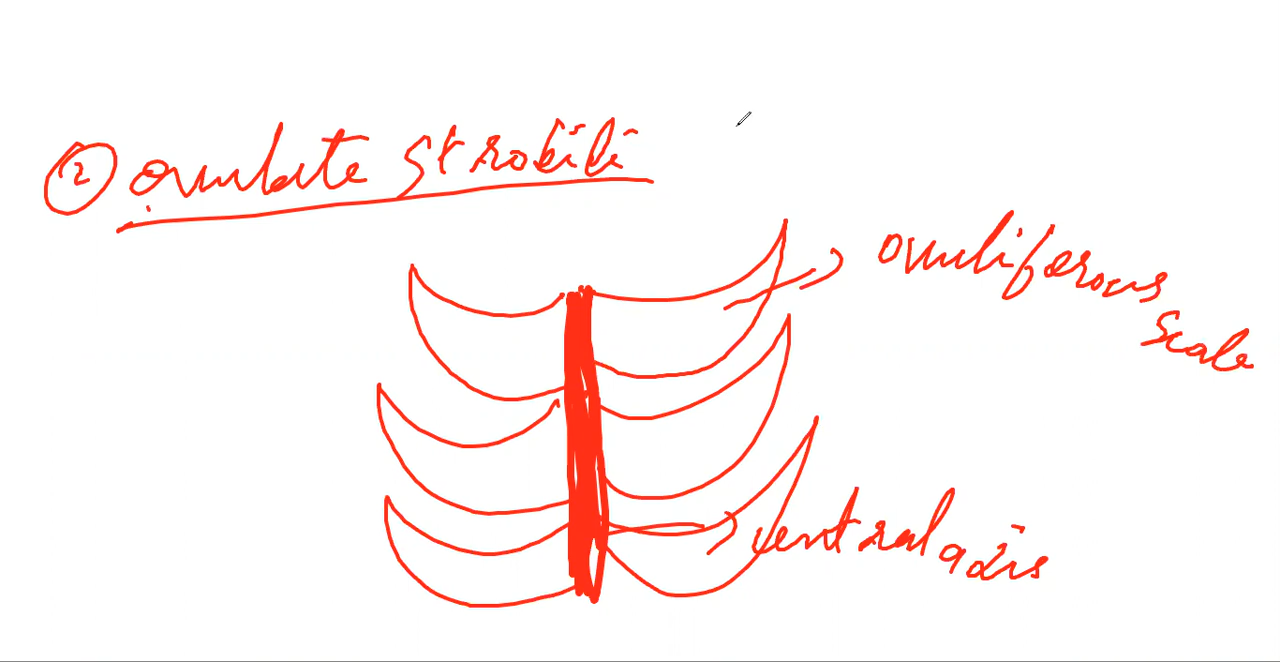 ② ovulate strobili
ovuliferous
scale
central axis